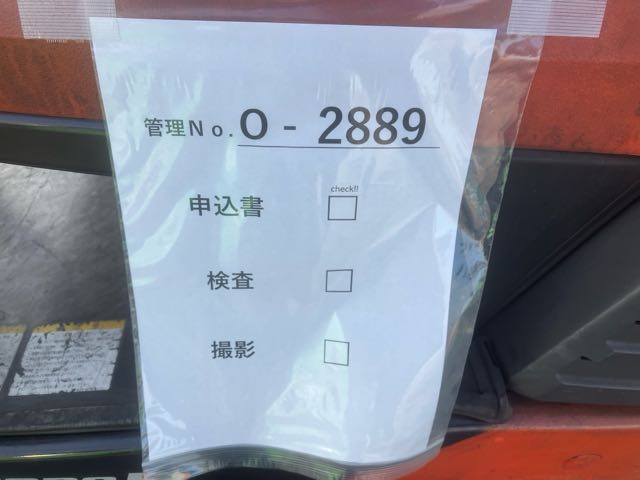 管理No. O - 2889
check!!
申込書 □
検査 □
撮影 □